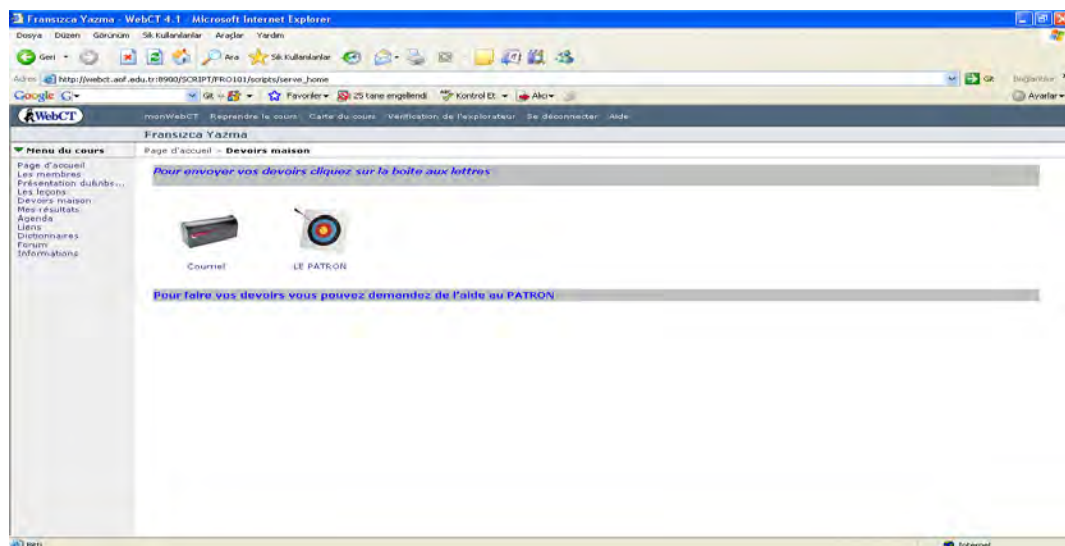 Fransızca Yazma - WebCT 4.1 - Microsoft Internet Explorer
Dosya Düzen Görünüm Sık Kullanılanlar Araçlar Yardım
Geri Ara Sık Kullanılanlar
Adres http://webct.aof.edu.tr:8900/SCRIPT/FRO101/scripts/serve_home Git Bağlantılar
Google G Git Favoriler 25 tane engellendi Kontrol Et Alıcı Ayarlar
WebCT monWebCT Reprendre le cours Carte du cours Vérification de l'explorateur Se déconnecter Aide
Fransızca Yazma
Menu du cours Page d'accueil > Devoirs maison
Page d'accueil
Les membres
Présentation du&nbs...
Les leçons
Devoirs maison
Mes résultats
Agenda
Liens
Dictionnaires
Forum
Informations
Pour envoyer vos devoirs cliquez sur la boite aux lettres
Courriel LE PATRON
Pour faire vos devoirs vous pouvez demandez de l'aide au PATRON
Internet